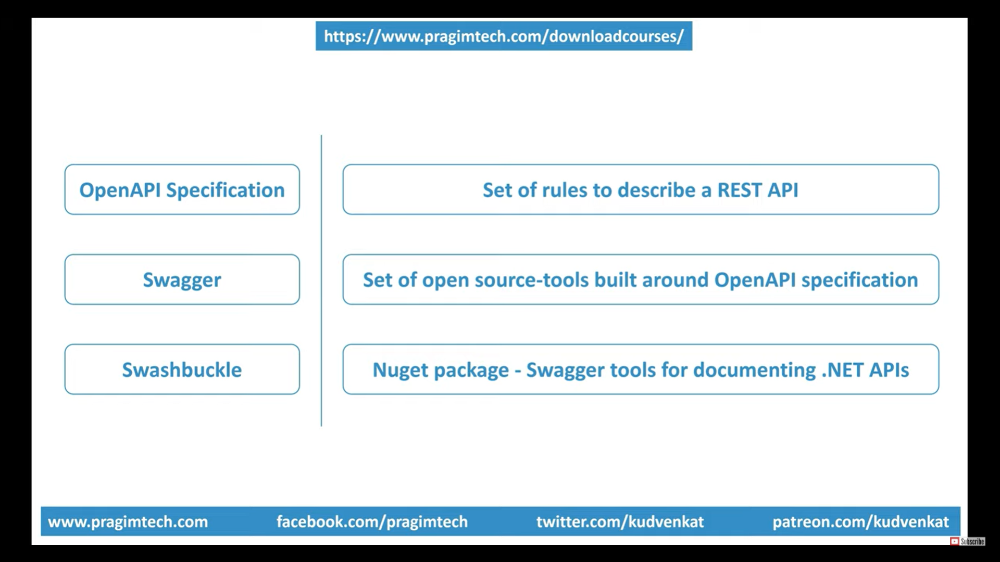 https://www.pragimtech.com/downloadcourses/
OpenAPI Specification
Set of rules to describe a REST API
Swagger
Set of open source-tools built around OpenAPI specification
Swashbuckle
Nuget package - Swagger tools for documenting .NET APIs
www.pragimtech.com facebook.com/pragimtech twitter.com/kudvenkat patreon.com/kudvenkat
Subscribe